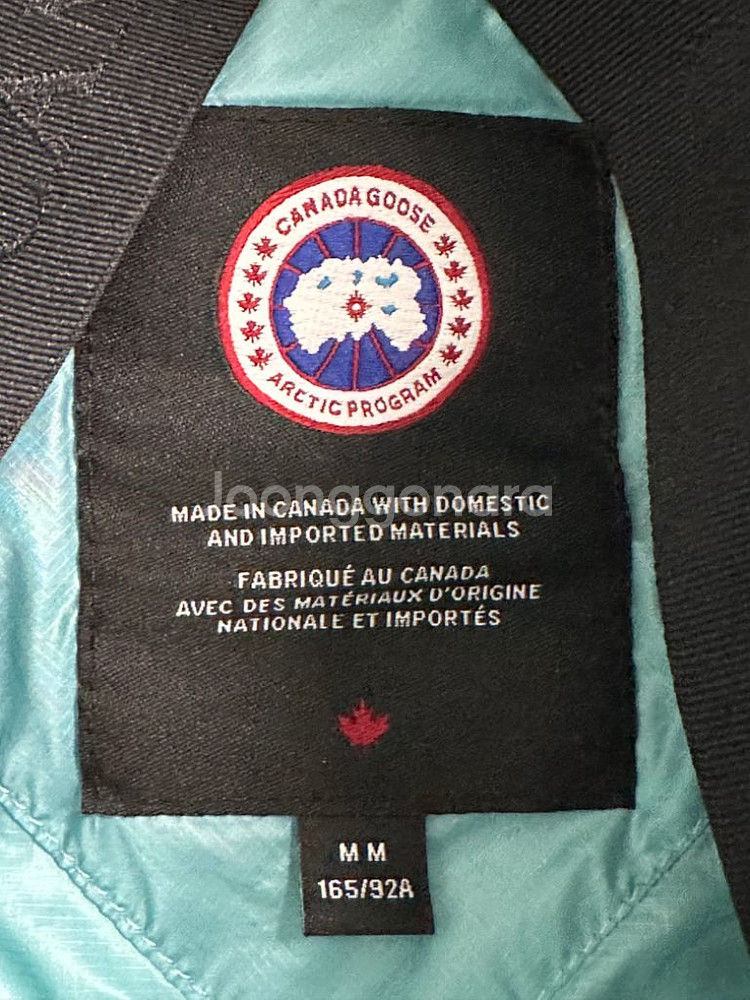 CANADA GOOSE
ARCTIC PROGRAM
Joonggonara
MADE IN CANADA WITH DOMESTIC
AND IMPORTED MATERIALS
FABRIQUÉ AU CANADA
AVEC DES MATÉRIAUX D'ORIGINE
NATIONALE ET IMPORTÉS
M M
165/92A